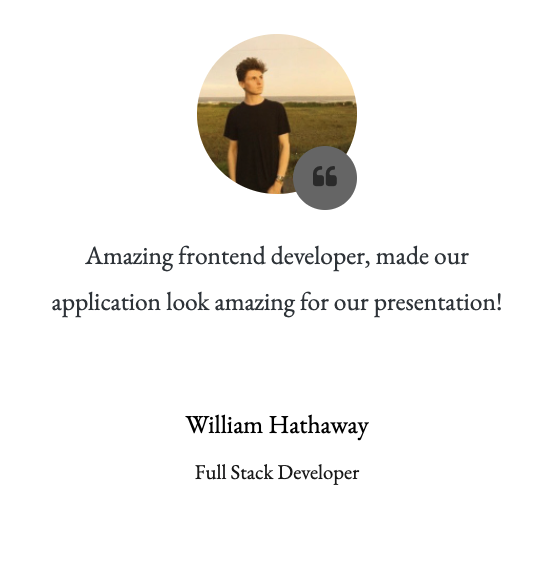 Amazing frontend developer, made our
application look amazing for our presentation!
William Hathaway
Full Stack Developer